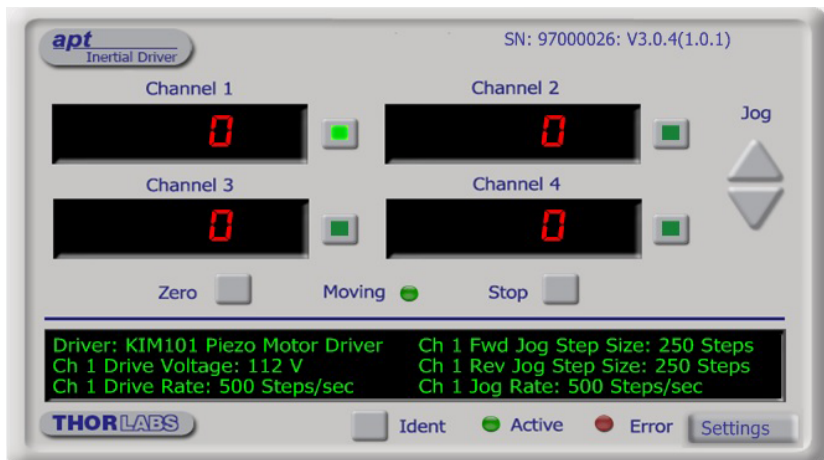 apt
Inertial Driver
SN: 97000026: V3.0.4(1.0.1)
Channel 1
Channel 2
0
0
Jog
Channel 3
Channel 4
0
0
Zero
Moving
Stop
Driver: KIM101 Piezo Motor Driver
Ch 1 Fwd Jog Step Size: 250 Steps
Ch 1 Drive Voltage: 112 V
Ch 1 Rev Jog Step Size: 250 Steps
Ch 1 Drive Rate: 500 Steps/sec
Ch 1 Jog Rate: 500 Steps/sec
THORLABS
Ident
Active
Error
Settings